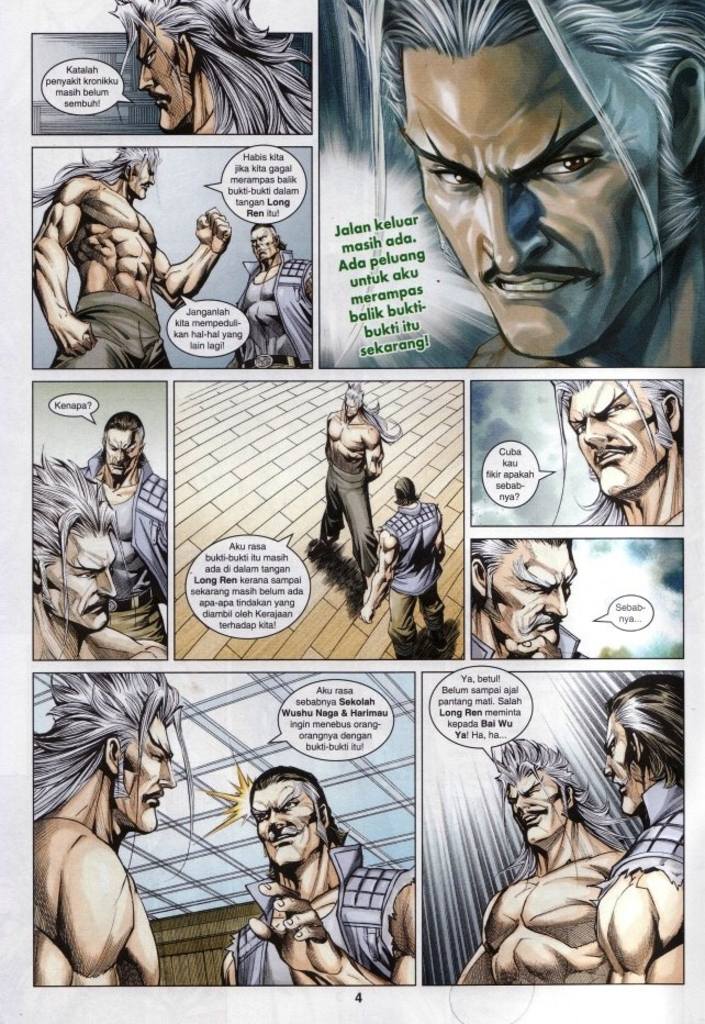 Katalah
penyakit kronikku
masih belum
sembuh!
Habis kita
jika kita gagal
merampas balik
bukti-bukti dalam
tangan Long
Ren itu!
Janganlah
kita mempeduli-
kan hal-hal yang
lain lagi!
Jalan keluar
masih ada.
Ada peluang
untuk aku
merampas
balik bukti-
bukti itu
sekarang!
Kenapa?
Aku rasa
bukti-bukti itu masih
ada di dalam tangan
Long Ren kerana sampai
sekarang masih belum ada
apa-apa tindakan yang
diambil oleh Kerajaan
terhadap kita!
Cuba
kau
fikir apakah
sebab-
nya?
Sebab-
nya...
Aku rasa
sebabnya Sekolah
Wushu Naga & Harimau
ingin menebus orang-
orangnya dengan
bukti-bukti itu!
Ya, betul!
Belum sampai ajal
pantang mati. Salah
Long Ren meminta
kepada Bai Wu
Ya! Ha, ha...
4